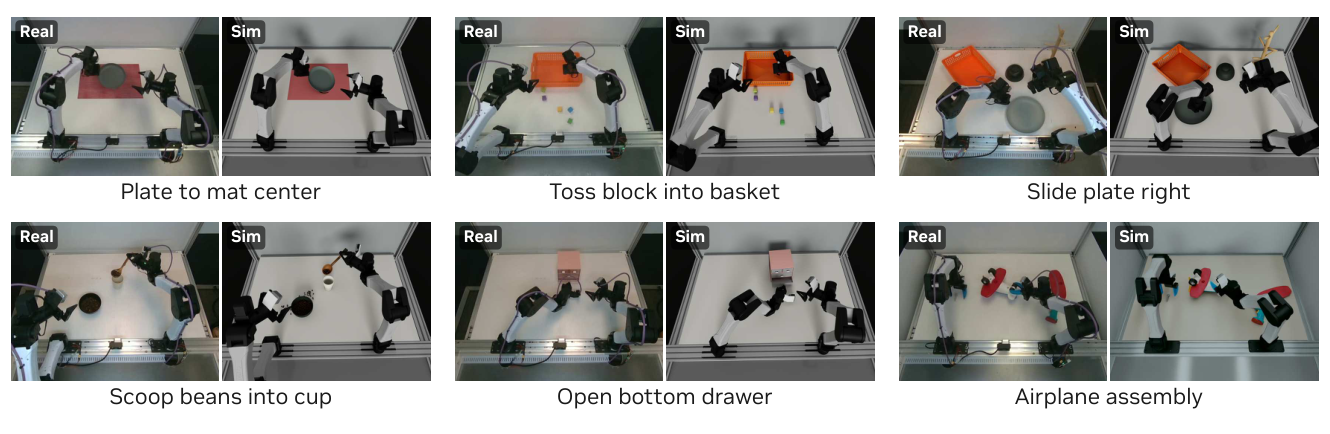 Real Sim
Real Sim
Real Sim
Plate to mat center
Toss block into basket
Slide plate right
Real Sim
Real Sim
Real Sim
Scoop beans into cup
Open bottom drawer
Airplane assembly